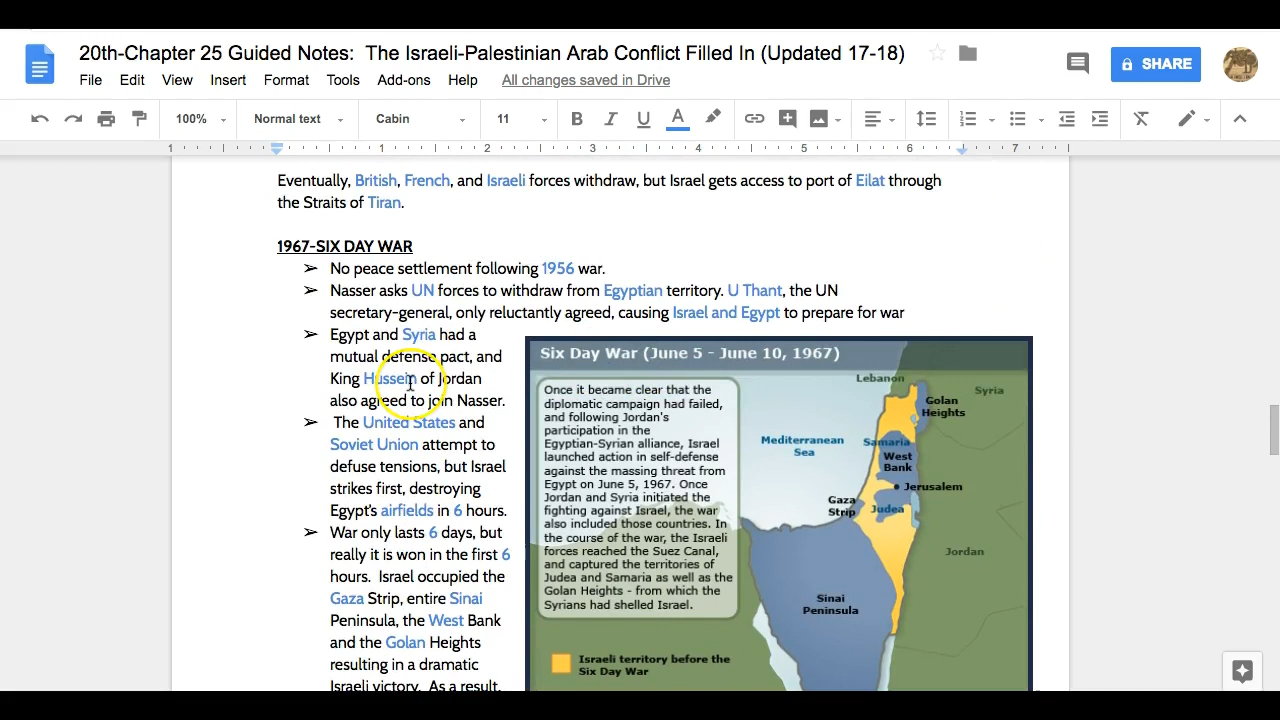 20th-Chapter 25 Guided Notes:  The Israeli-Palestinian Arab Conflict Filled In (Updated 17-18)
File Edit View Insert Format Tools Add-ons Help All changes saved in Drive
SHARE
100% Normal text Cabin 11 B I U A
1 1 2 3 4 5 6 7
Eventually, British, French, and Israeli forces withdraw, but Israel gets access to port of Eilat through
the Straits of Tiran.
1967-SIX DAY WAR
➢ No peace settlement following 1956 war.
➢ Nasser asks UN forces to withdraw from Egyptian territory. U Thant, the UN
secretary-general, only reluctantly agreed, causing Israel and Egypt to prepare for war
➢ Egypt and Syria had a
mutual defense pact, and
King Hussein of Jordan
also agreed to join Nasser.
➢ The United States and
Soviet Union attempt to
defuse tensions, but Israel
strikes first, destroying
Egypt's airfields in 6 hours.
➢ War only lasts 6 days, but
really it is won in the first 6
hours. Israel occupied the
Gaza Strip, entire Sinai
Peninsula, the West Bank
and the Golan Heights
resulting in a dramatic
Israeli victory. As a result,
Six Day War (June 5 - June 10, 1967)
Once it became clear that the
diplomatic campaign had failed,
and following Jordan's
participation in the
Egyptian-Syrian alliance, Israel
launched action in self-defense
against the massing threat from
Egypt on June 5, 1967. Once
Jordan and Syria initiated the
fighting against Israel, the war
also included those countries. In
the course of the war, the Israeli
forces reached the Suez Canal,
and captured the territories of
Judea and Samaria as well as the
Golan Heights - from which the
Syrians had shelled Israel.
Lebanon
Syria
Golan
Heights
Mediterranean
Sea
Samaria
West
Bank
Jerusalem
Gaza
Strip
Judea
Jordan
Sinai
Peninsula
Israeli territory before the
Six Day War